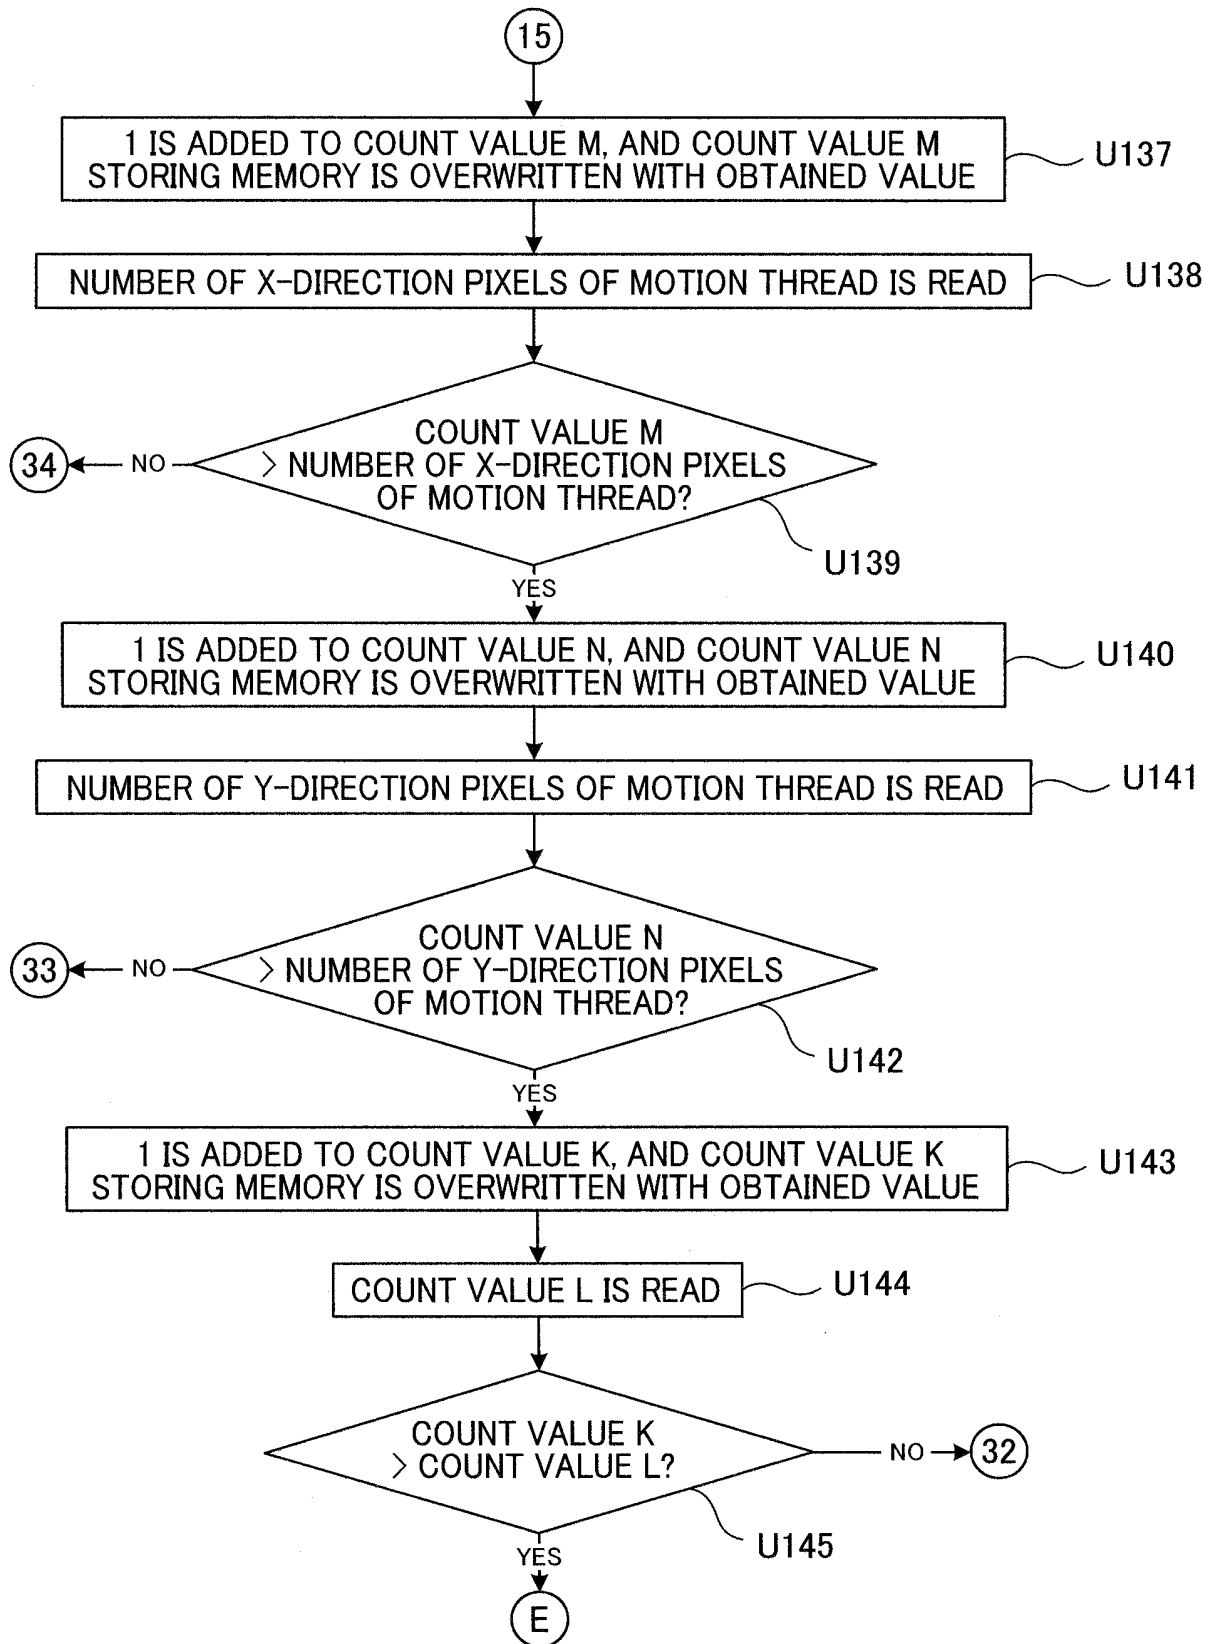 15
1 IS ADDED TO COUNT VALUE M, AND COUNT VALUE M
STORING MEMORY IS OVERWRITTEN WITH OBTAINED VALUE
U137
NUMBER OF X-DIRECTION PIXELS OF MOTION THREAD IS READ
U138
COUNT VALUE M
> NUMBER OF X-DIRECTION PIXELS
OF MOTION THREAD?
NO
34
U139
YES
1 IS ADDED TO COUNT VALUE N, AND COUNT VALUE N
STORING MEMORY IS OVERWRITTEN WITH OBTAINED VALUE
U140
NUMBER OF Y-DIRECTION PIXELS OF MOTION THREAD IS READ
U141
COUNT VALUE N
> NUMBER OF Y-DIRECTION PIXELS
OF MOTION THREAD?
NO
33
U142
YES
1 IS ADDED TO COUNT VALUE K, AND COUNT VALUE K
STORING MEMORY IS OVERWRITTEN WITH OBTAINED VALUE
U143
COUNT VALUE L IS READ
U144
COUNT VALUE K
> COUNT VALUE L?
NO
32
U145
YES
E